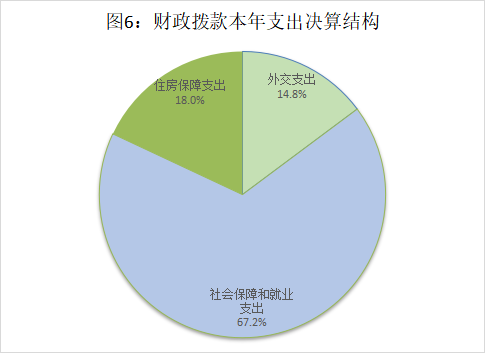 图6：财政拨款本年支出决算结构
住房保障支出
18.0%
外交支出
14.8%
社会保障和就业
支出
67.2%